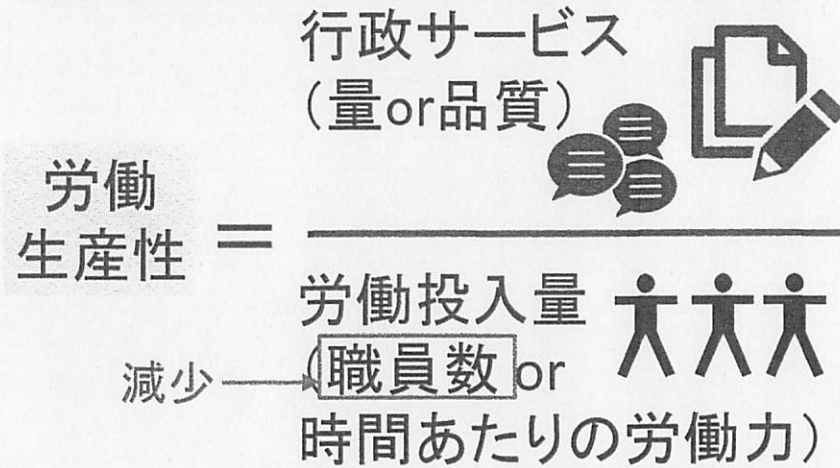 行政サービス
（量or品質）
労働
生産性
＝
労働投入量
（職員数 or
時間あたりの労働力）
減少